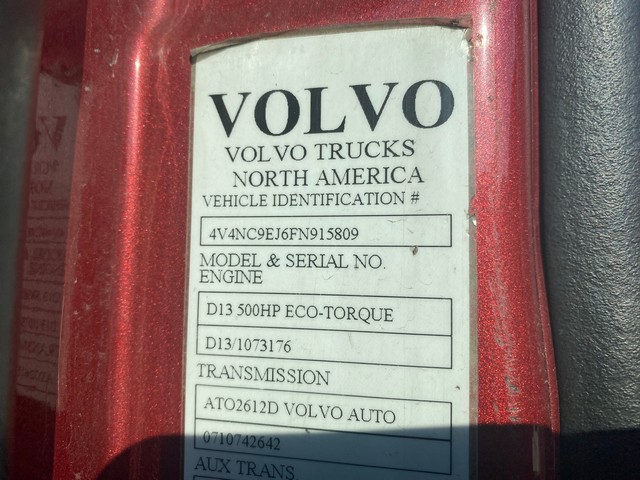 VOLVO
VOLVO TRUCKS
NORTH AMERICA
VEHICLE IDENTIFICATION #
4V4NC9EJ6FN915809
MODEL & SERIAL NO.
ENGINE
D13 500HP ECO-TORQUE
D13/1073176
TRANSMISSION
ATO2612D VOLVO AUTO
0710742642
AUX TRANS.